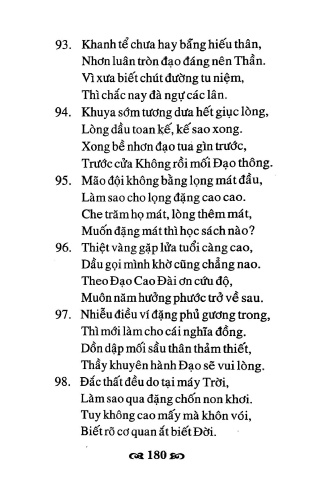 93. Khanh tể chưa hay bẵng hiếu thân,
Nhơn luân tròn đạo đáng nên Thần.
Vì xưa biết chút đường tu niệm,
Thì chắc nay đà ngự các lân.
94. Khuya sớm tương dưa hết giục lòng,
Lòng dầu toan kế, kế sao xong.
Xong bề nhơn đạo tua gìn trước,
Trước cửa Không rồi mối Đạo thông.
95. Mão đội không bằng lọng mát đầu,
Làm sao cho lọng đặng cao cao.
Che trăm họ mát, lòng thêm mát,
Muốn đặng mát thì học sách nào?
96. Thiệt vàng gặp lửa tuổi càng cao,
Dầu gọi mình khờ cũng chẳng nao.
Theo Đạo Cao Đài ơn cứu độ,
Muôn năm hưởng phước trở về sau.
97. Nhiễu điều ví đặng phủ gương trong,
Thì mới làm cho cái nghĩa đồng.
Dồn dập mối sầu thân thảm thiết,
Thầy khuyên hành Đạo sẽ vui lòng.
98. Đắc thất đều do tại máy Trời,
Làm sao qua đặng chốn non khơi.
Tuy không cao mấy mà khôn vói,
Biết rõ cơ quan ắt biết Đời.
180